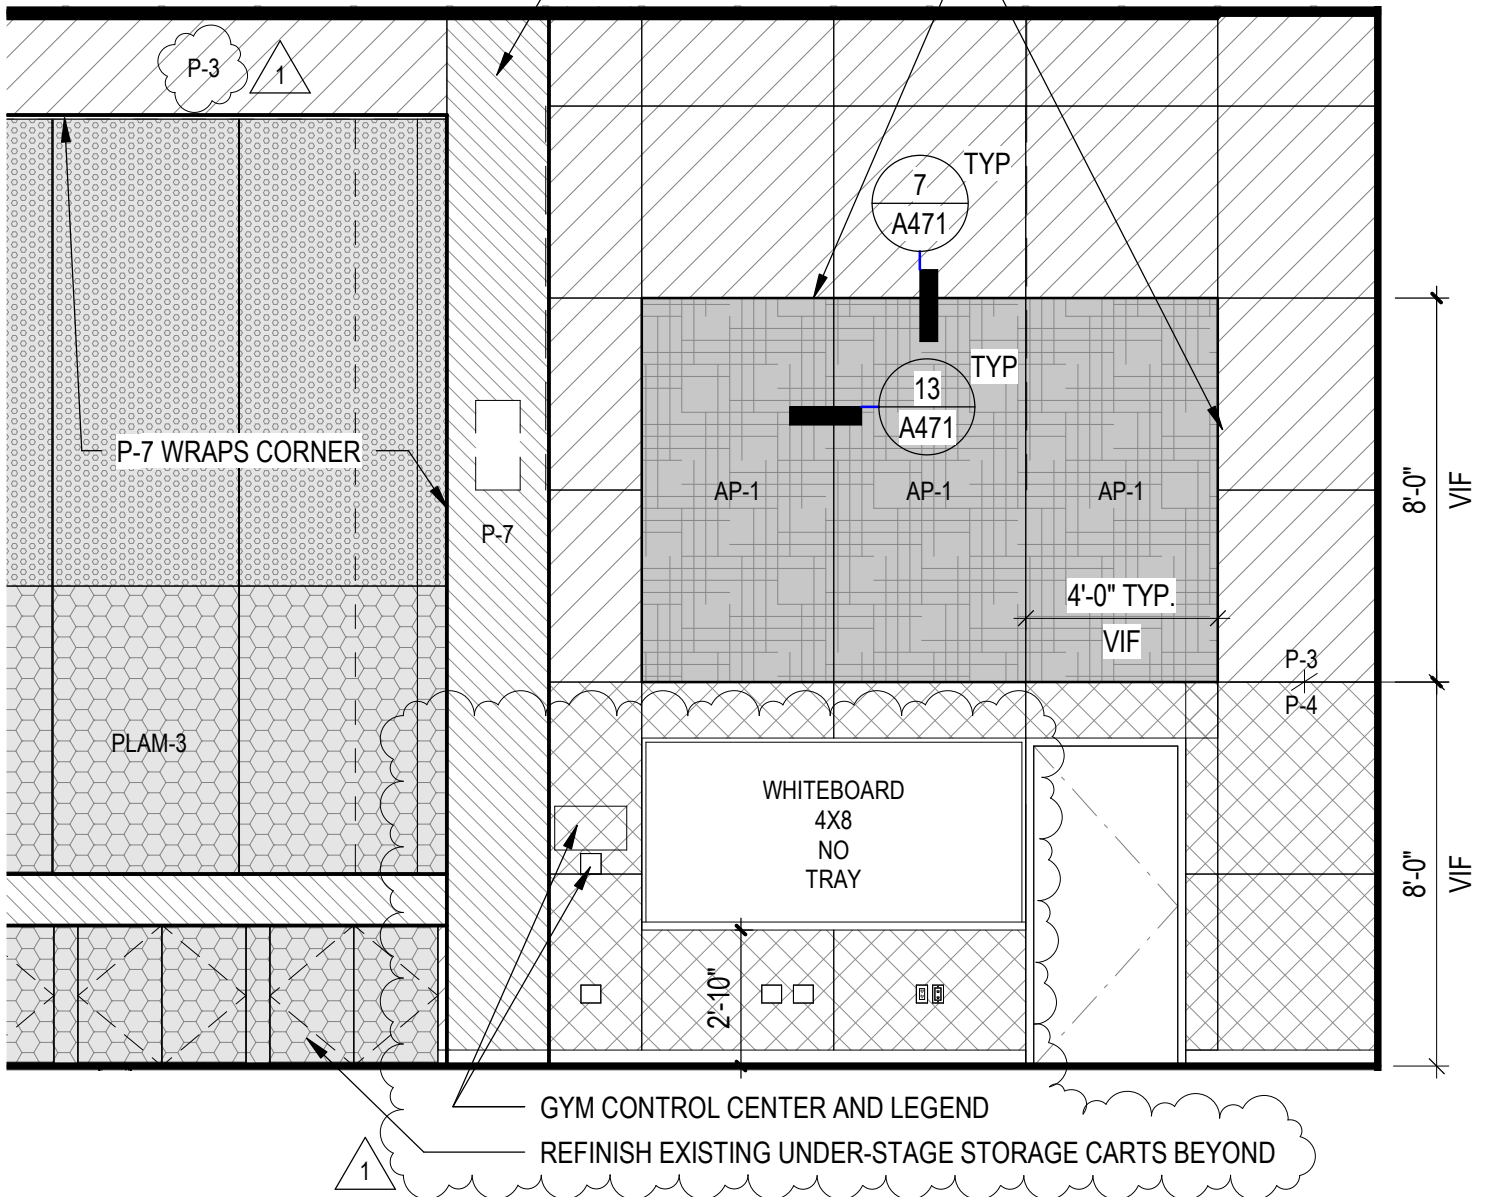 P-3
1
TYP
7
A471
TYP
13
A471
P-7 WRAPS CORNER
AP-1
AP-1
AP-1
8'-0"
VIF
P-7
4'-0" TYP.
VIF
P-3
P-4
PLAM-3
WHITEBOARD
4X8
NO
TRAY
8'-0"
VIF
2'-10"
GYM CONTROL CENTER AND LEGEND
REFINISH EXISTING UNDER-STAGE STORAGE CARTS BEYOND
1